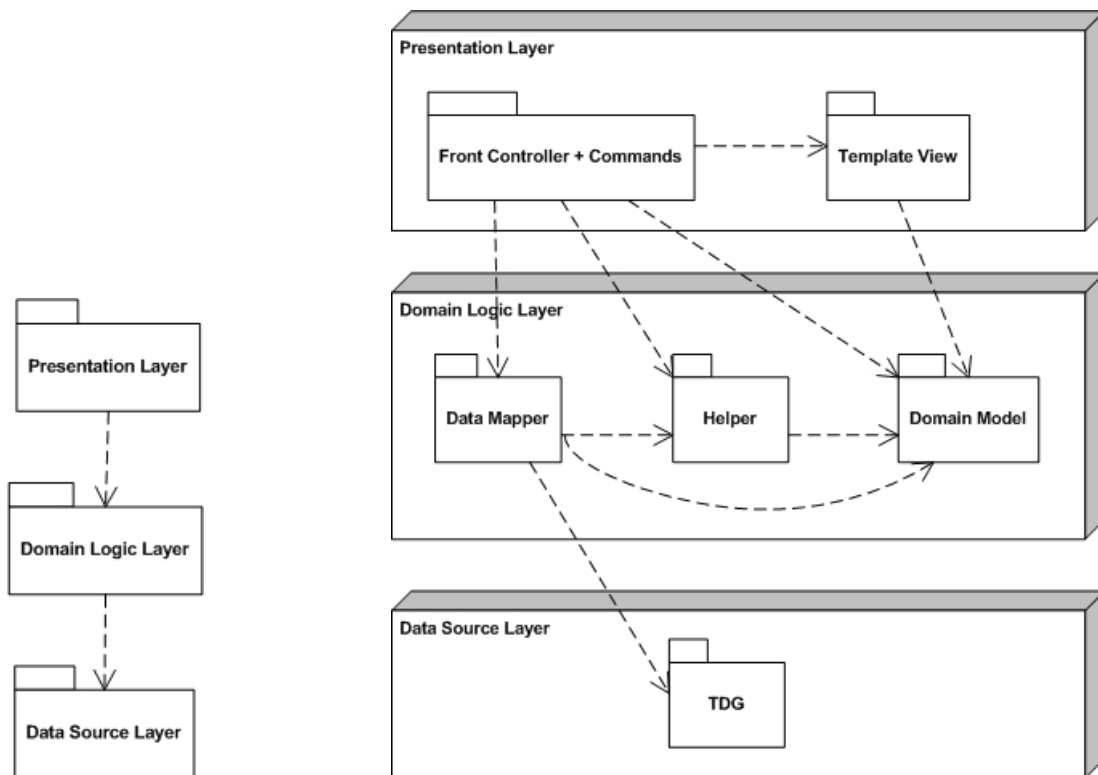 Presentation Layer
Front Controller + Commands
Template View
Domain Logic Layer
Data Mapper
Helper
Domain Model
Data Source Layer
TDG
Presentation Layer
Domain Logic Layer
Data Source Layer